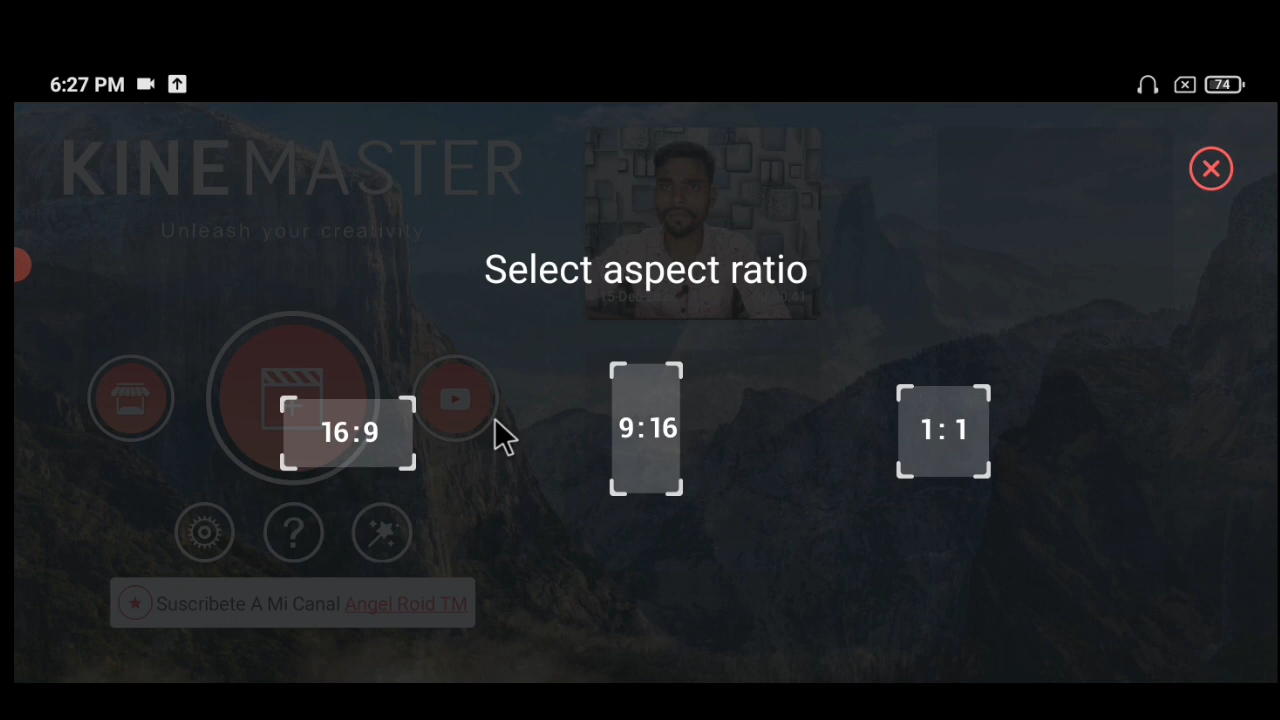 6:27 PM
74
KINEMASTER
Unleash your creativity
Select aspect ratio
16:9
9:16
1:1
Suscribete A Mi Canal Angel Roid TM